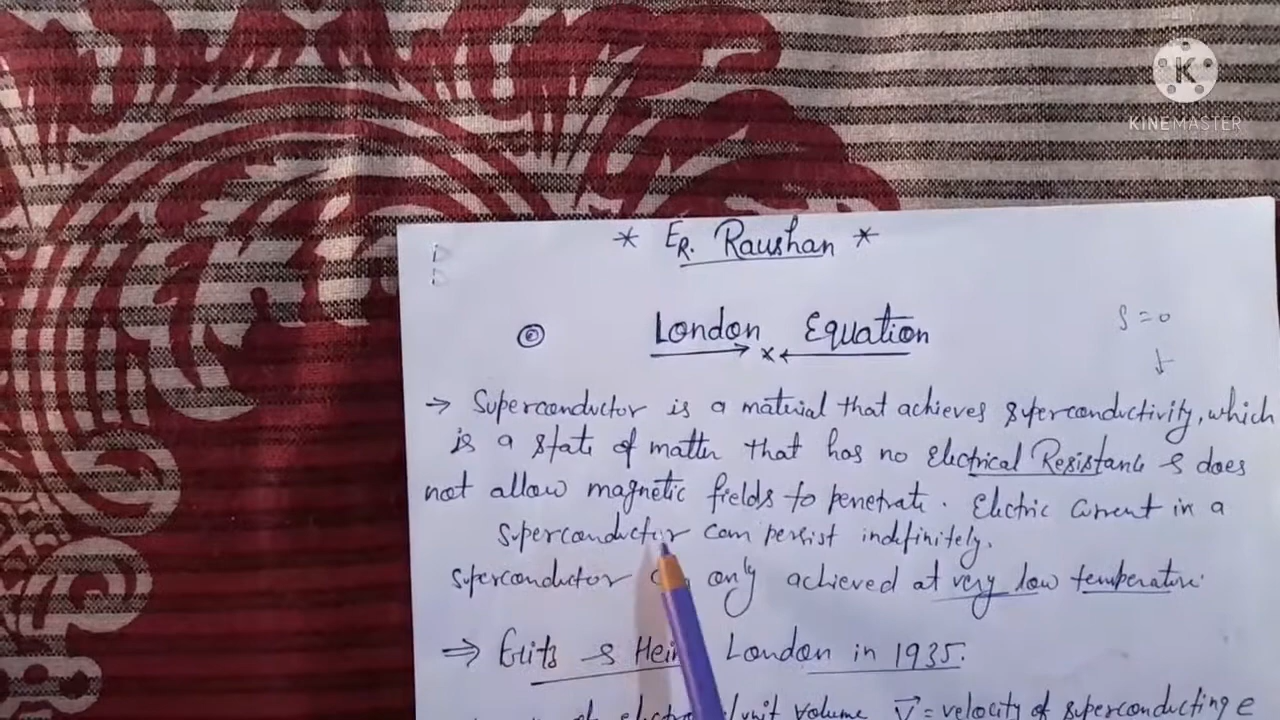 K
KINEMASTER
* ER. Raushan *
London Equation
ρ = 0
→ Superconductor is a material that achieves superconductivity, which
is a state of matter that has no Electrical Resistance & does
not allow magnetic fields to penetrate. Electric Current in a
Superconductor can persist indefinitely.
Superconductor only achieved at very low temperature.
⇒ & London in 1935.
unit volume V⃗ = velocity of superconducting e